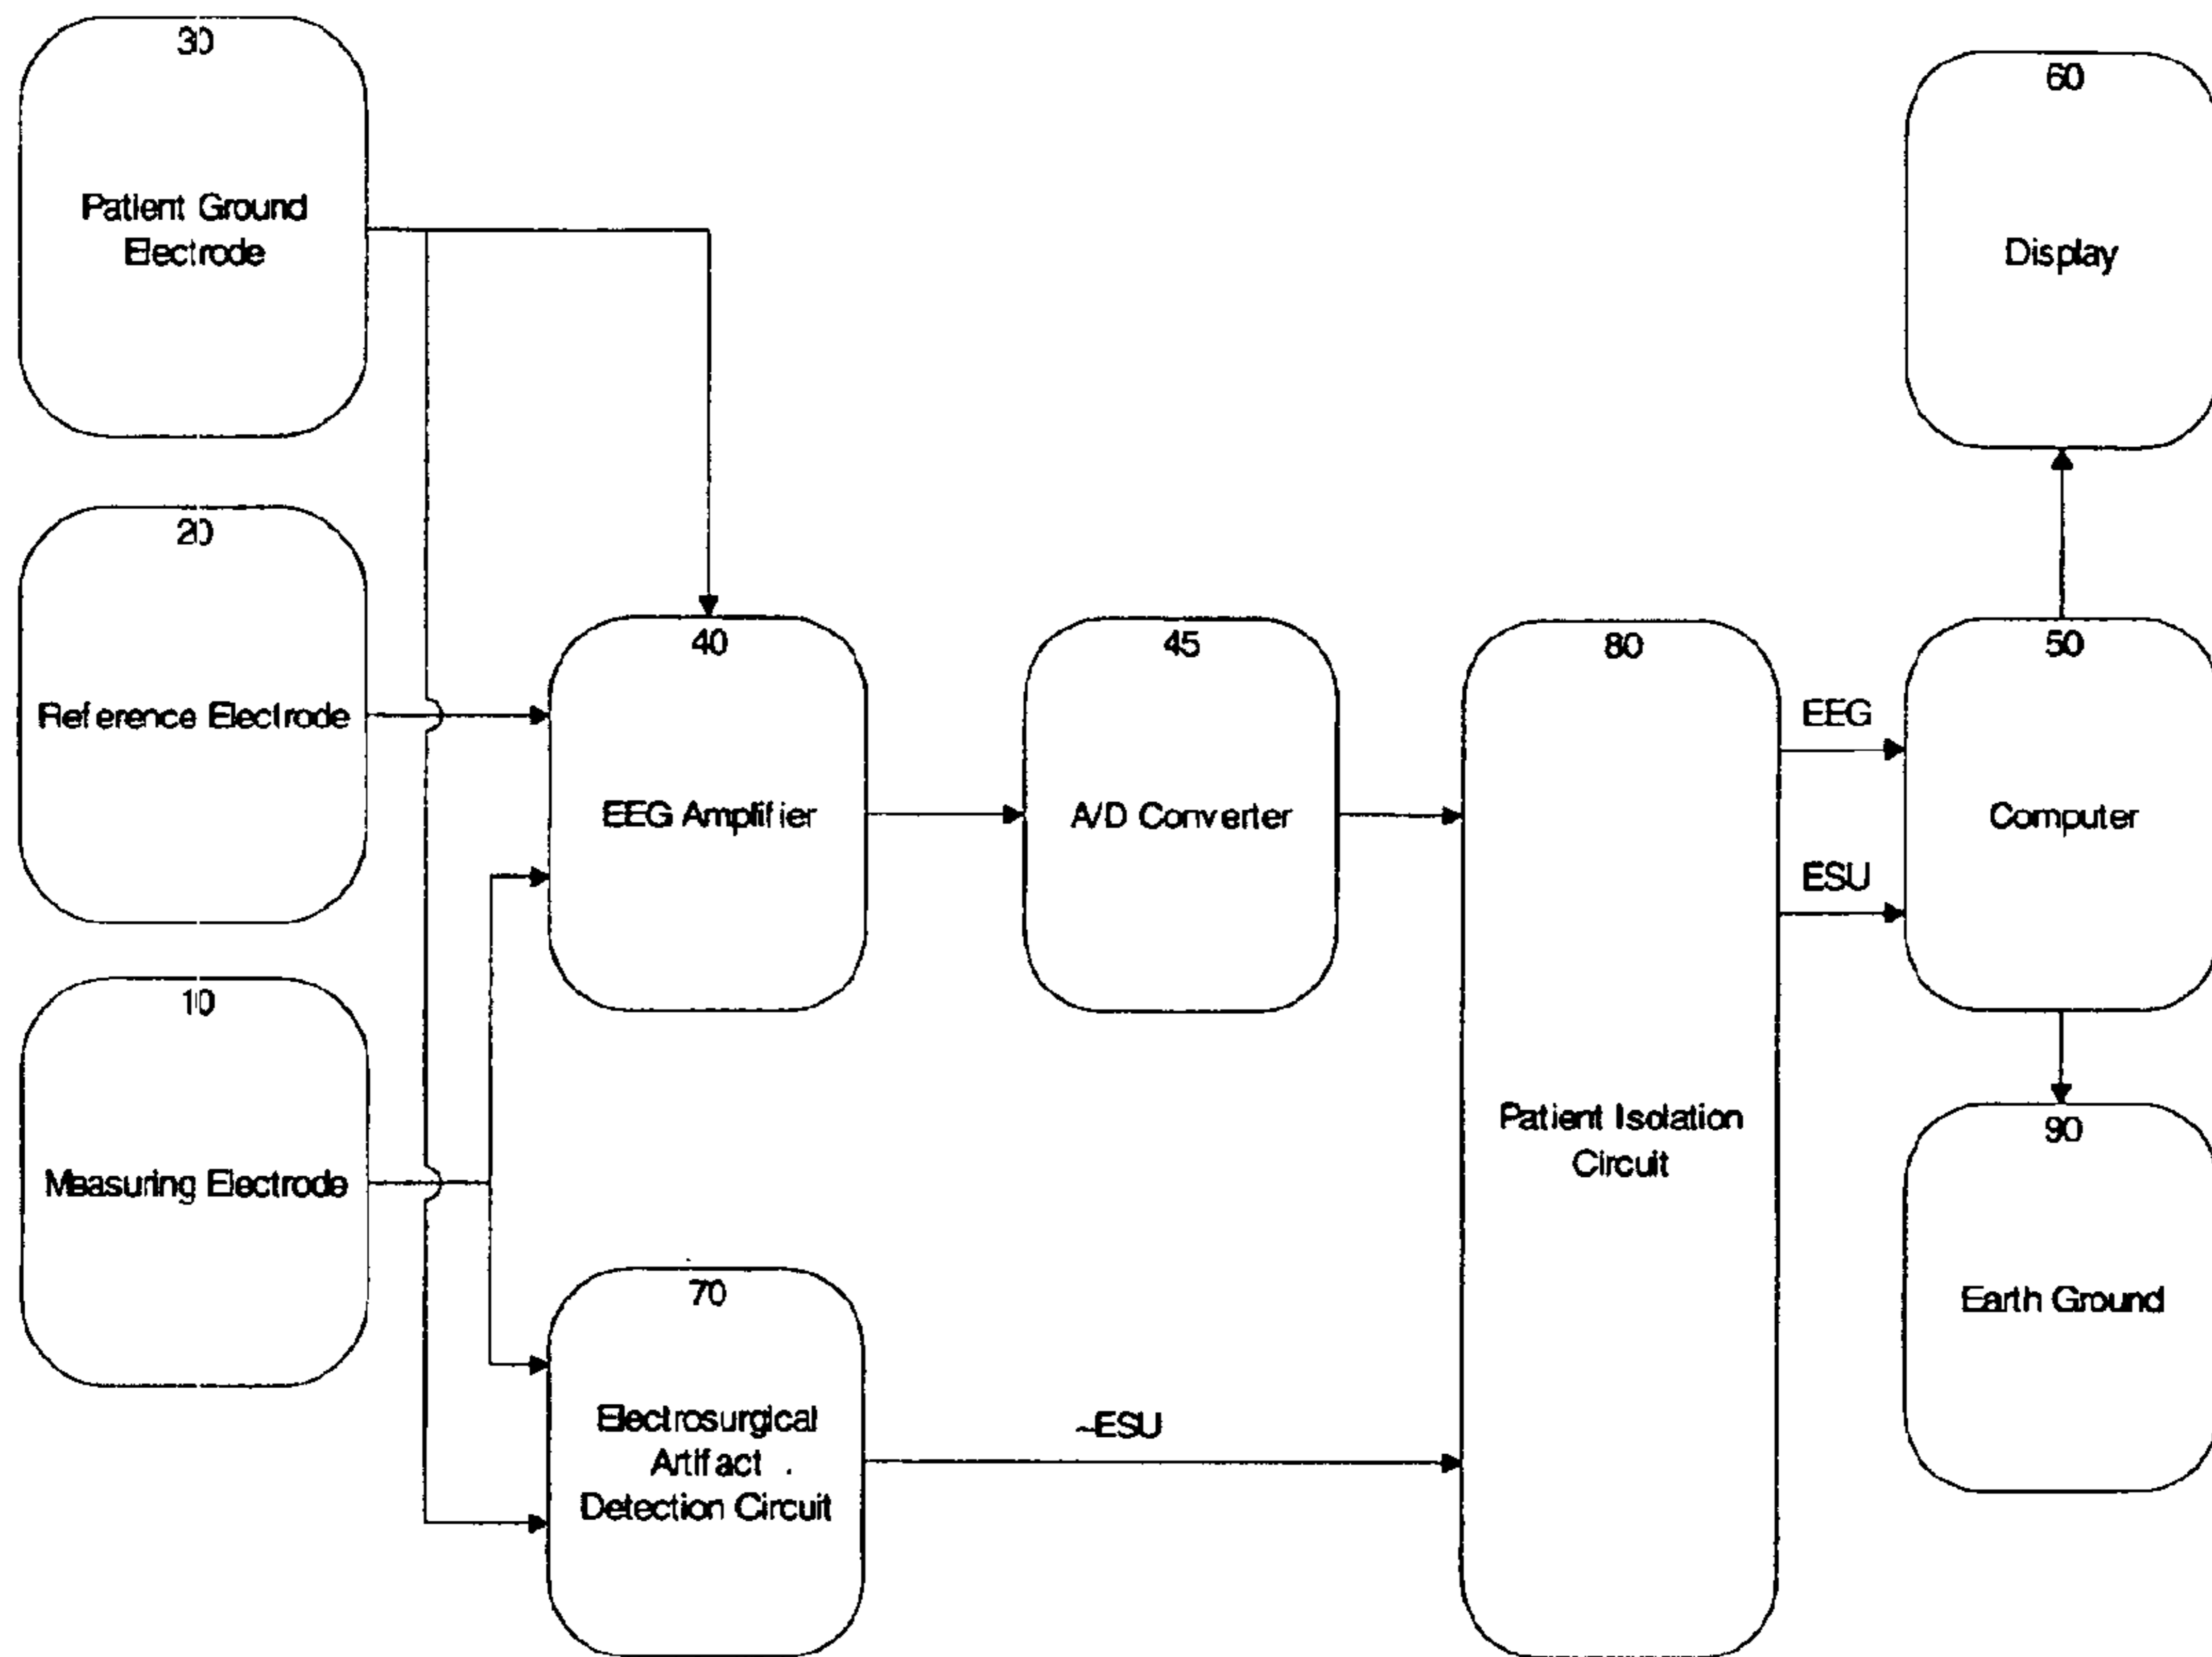 30
Patient Ground
Electrode
20
Reference Electrode
10
Measuring Electrode
40
EEG Amplifier
45
A/D Converter
70
Electrosurgical
Artifact
Detection Circuit
~ESU
80
Patient Isolation
Circuit
EEG
ESU
60
Display
50
Computer
90
Earth Ground